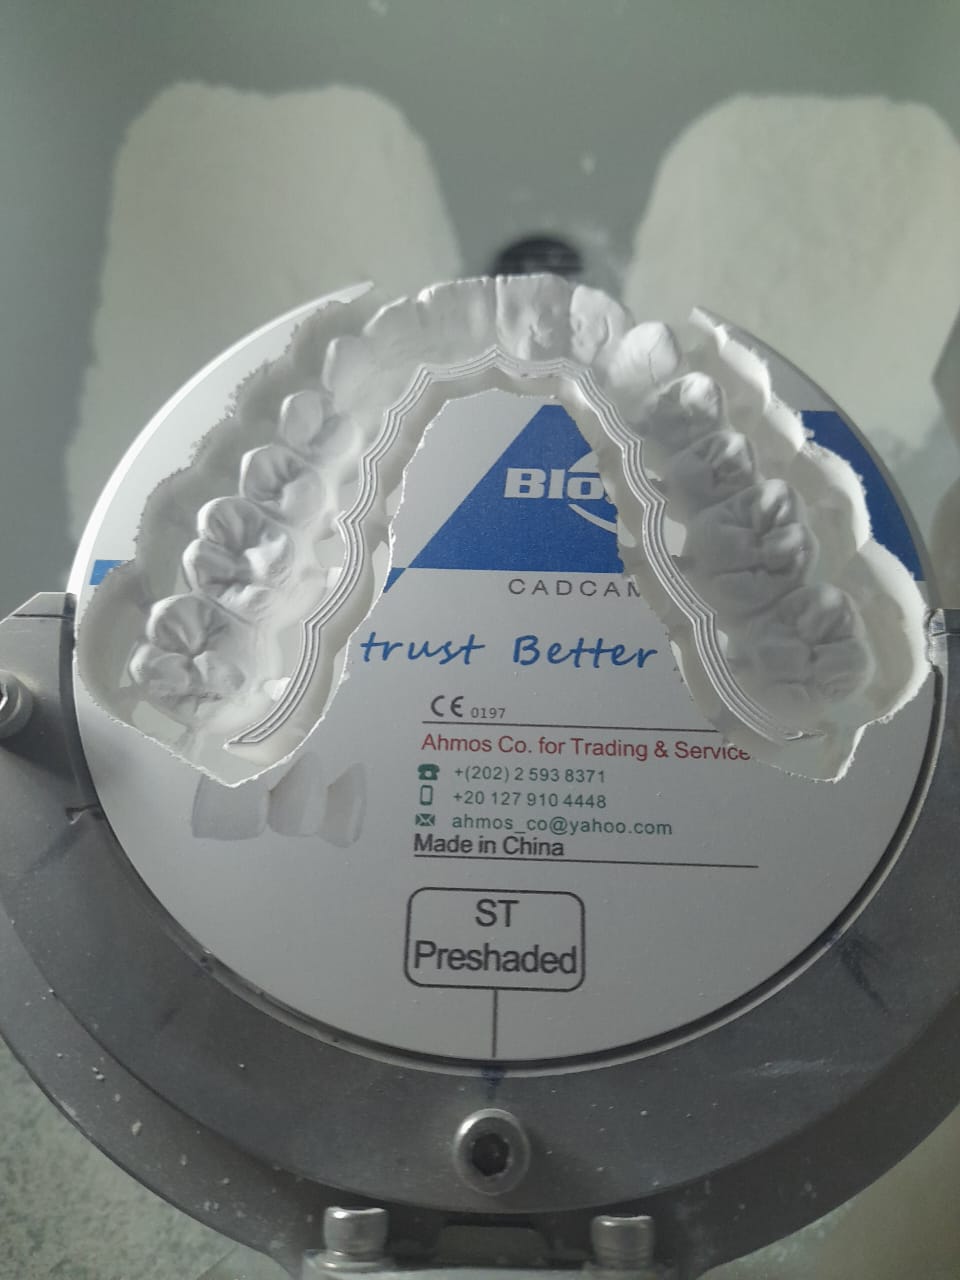 CADCAM
trust Better
CE 0197
Ahmos Co. for Trading & Service
+(202) 2 593 8371
+20 127 910 4448
ahmos_co@yahoo.com
Made in China
ST
Preshaded